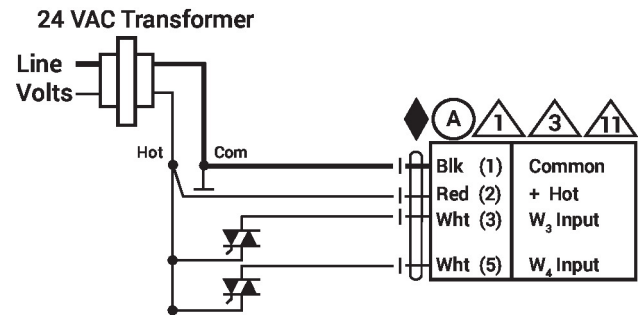 24 VAC Transformer
Line
Volts
Hot
Com
A
1
3
11
Blk (1) Common
Red (2) + Hot
Wht (3) W₃ Input
Wht (5) W₄ Input